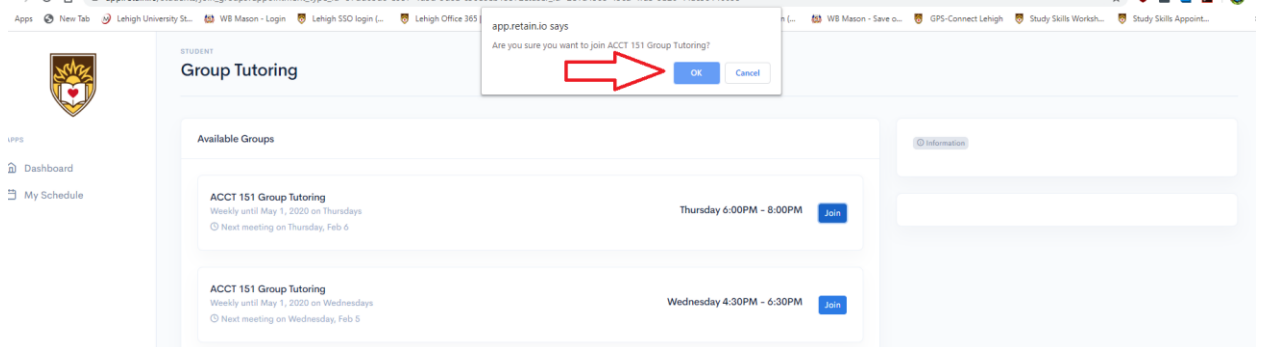 Apps New Tab Lehigh University St... WB Mason - Login Lehigh SSO login (... Lehigh Office 365 WB Mason - Save o... GPS-Connect Lehigh Study Skills Worksh... Study Skills Appoint...
app.retain.io says
Are you sure you want to join ACCT 151 Group Tutoring?
OK Cancel
STUDENT
Group Tutoring
Available Groups
Information
Dashboard
My Schedule
ACCT 151 Group Tutoring
Weekly until May 1, 2020 on Thursdays
Next meeting on Thursday, Feb 6
Thursday 6:00PM - 8:00PM
Join
ACCT 151 Group Tutoring
Weekly until May 1, 2020 on Wednesdays
Next meeting on Wednesday, Feb 5
Wednesday 4:30PM - 6:30PM
Join